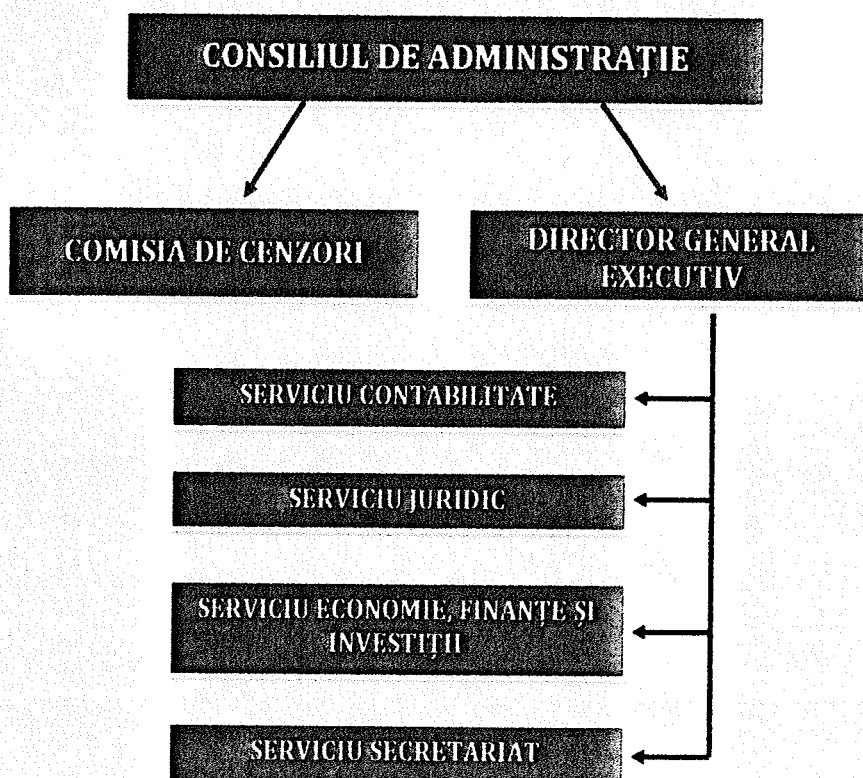 CONSILIUL DE ADMINISTRAȚIE
COMISIA DE CENZORI
DIRECTOR GENERAL
EXECUTIV
SERVICIU CONTABILITATE
SERVICIU JURIDIC
SERVICIU ECONOMIE, FINANȚE ȘI
INVESTIȚII
SERVICIU SECRETARIAT